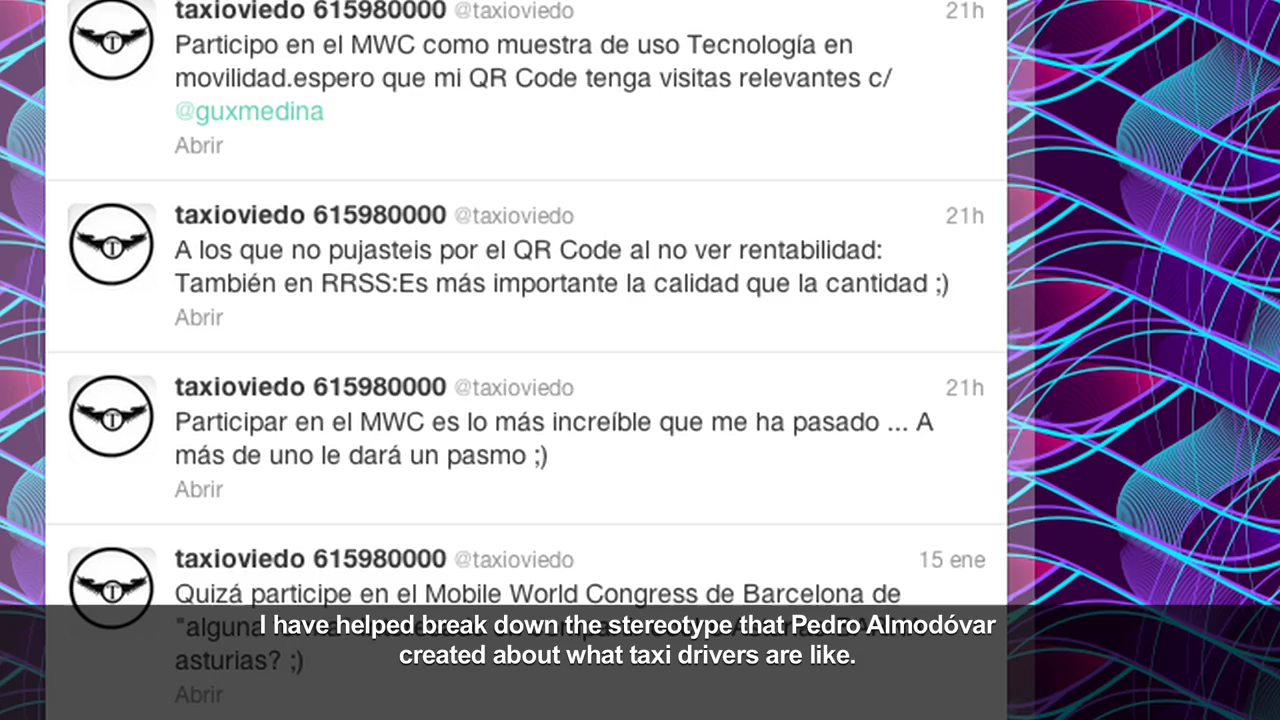 taxioviedo 615980000 @taxioviedo 21h
Participo en el MWC como muestra de uso Tecnología en
movilidad.espero que mi QR Code tenga visitas relevantes c/
@guxmedina
Abrir
taxioviedo 615980000 @taxioviedo 21h
A los que no pujasteis por el QR Code al no ver rentabilidad:
También en RRSS:Es más importante la calidad que la cantidad ;)
Abrir
taxioviedo 615980000 @taxioviedo 21h
Participar en el MWC es lo más increíble que me ha pasado ... A
más de uno le dará un pasmo ;)
Abrir
taxioviedo 615980000 @taxioviedo 15 ene
Quizá participe en el Mobile World Congress de Barcelona de
"alguna
asturias? ;)
Abrir
I have helped break down the stereotype that Pedro Almodóvar
created about what taxi drivers are like.